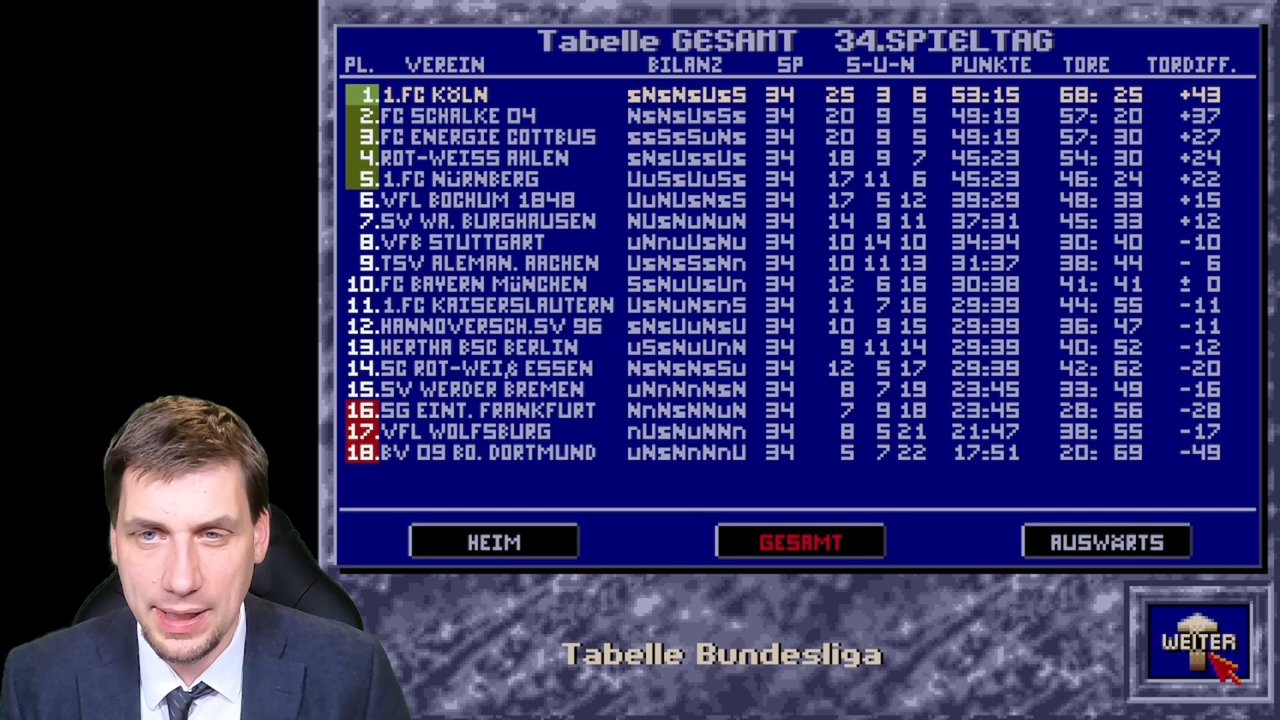 Tabelle GESAMT 34.SPIELTAG
PL. VEREIN BILANZ SP S-U-N PUNKTE TORE TORDIFF.
1. 1.FC KÖLN sNsNsUsS 34 25 3 6 53:15 68: 25 +43
2. FC SCHALKE 04 NsNsUsSs 34 20 9 5 49:19 57: 20 +37
3. FC ENERGIE COTTBUS ssSsSuNs 34 20 9 5 49:19 57: 30 +27
4. ROT-WEISS AHLEN sNsUssUs 34 18 9 7 45:23 54: 30 +24
5. 1.FC NüRNBERG UuSsUuSs 34 17 11 6 45:23 46: 24 +22
6. VFL BOCHUM 1848 UuNUsNsS 34 17 5 12 39:29 48: 33 +15
7. SV WA. BURGHAUSEN NUsNuNuN 34 14 9 11 37:31 45: 33 +12
8. VFB STUTTGART uNnuUsNu 34 10 14 10 34:34 30: 40 -10
9. TSV ALEMAN. AACHEN UsNsSsNn 34 10 11 13 31:37 38: 44 - 6
10. FC BAYERN MüNCHEN SsNuUsUn 34 12 6 16 30:38 41: 41 ± 0
11. 1.FC KAISERSLAUTERN UsNuNsnS 34 11 7 16 29:39 44: 55 -11
12. HANNOVERSCH.SV 96 sNsUuNsU 34 10 9 15 29:39 36: 47 -11
13. HERTHA BSC BERLIN uSsNuUnN 34 9 11 14 29:39 40: 52 -12
14. SC ROT-WEIß ESSEN NsNsNsSu 34 12 5 17 29:39 42: 62 -20
15. SV WERDER BREMEN uNnNnNsN 34 8 7 19 23:45 33: 49 -16
16. SG EINT. FRANKFURT NnNsNNuN 34 7 9 18 23:45 28: 56 -28
17. VFL WOLFSBURG nUsNuNNn 34 8 5 21 21:47 38: 55 -17
18. BV 09 BO. DORTMUND uNsNnNnU 34 5 7 22 17:51 20: 69 -49
HEIM GESAMT AUSWÄRTS
Tabelle Bundesliga
WEITER